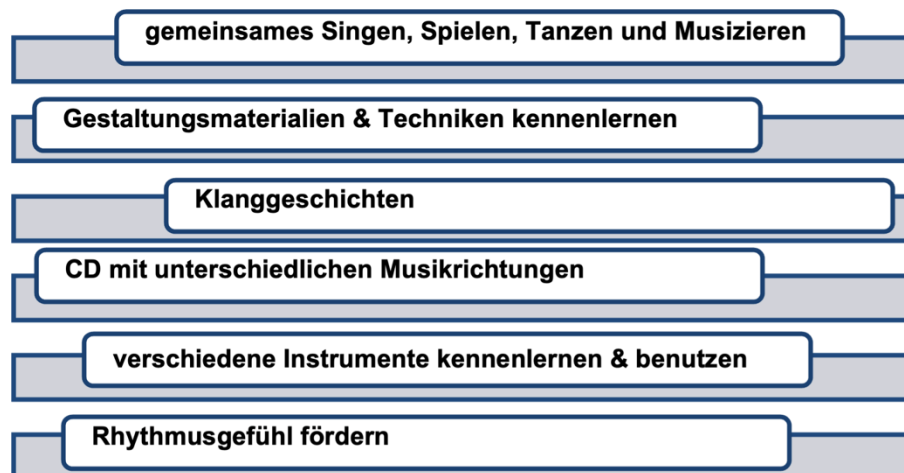 gemeinsames Singen, Spielen, Tanzen und Musizieren
Gestaltungsmaterialien & Techniken kennenlernen
Klanggeschichten
CD mit unterschiedlichen Musikrichtungen
verschiedene Instrumente kennenlernen & benutzen
Rhythmusgefühl fördern